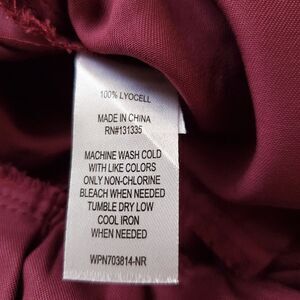 100% LYOCELL
MADE IN CHINA
RN#131335
MACHINE WASH COLD
WITH LIKE COLORS
ONLY NON-CHLORINE
BLEACH WHEN NEEDED
TUMBLE DRY LOW
COOL IRON
WHEN NEEDED
WPN703814-NR